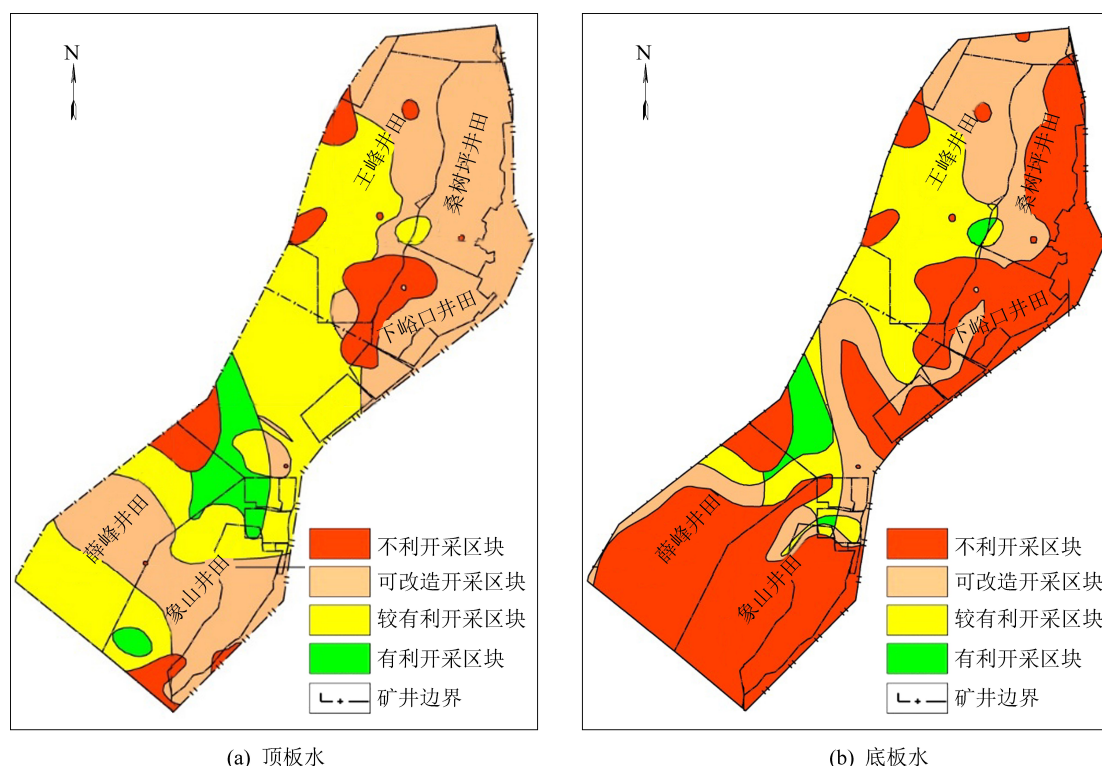 N
王峰井田
桑树坪井田
下峪口井田
薛峰井田
象山井田
不利开采区块
可改造开采区块
较有利开采区块
有利开采区块
矿井边界
(a) 顶板水
N
王峰井田
桑树坪井田
下峪口井田
薛峰井田
象山井田
不利开采区块
可改造开采区块
较有利开采区块
有利开采区块
矿井边界
(b) 底板水